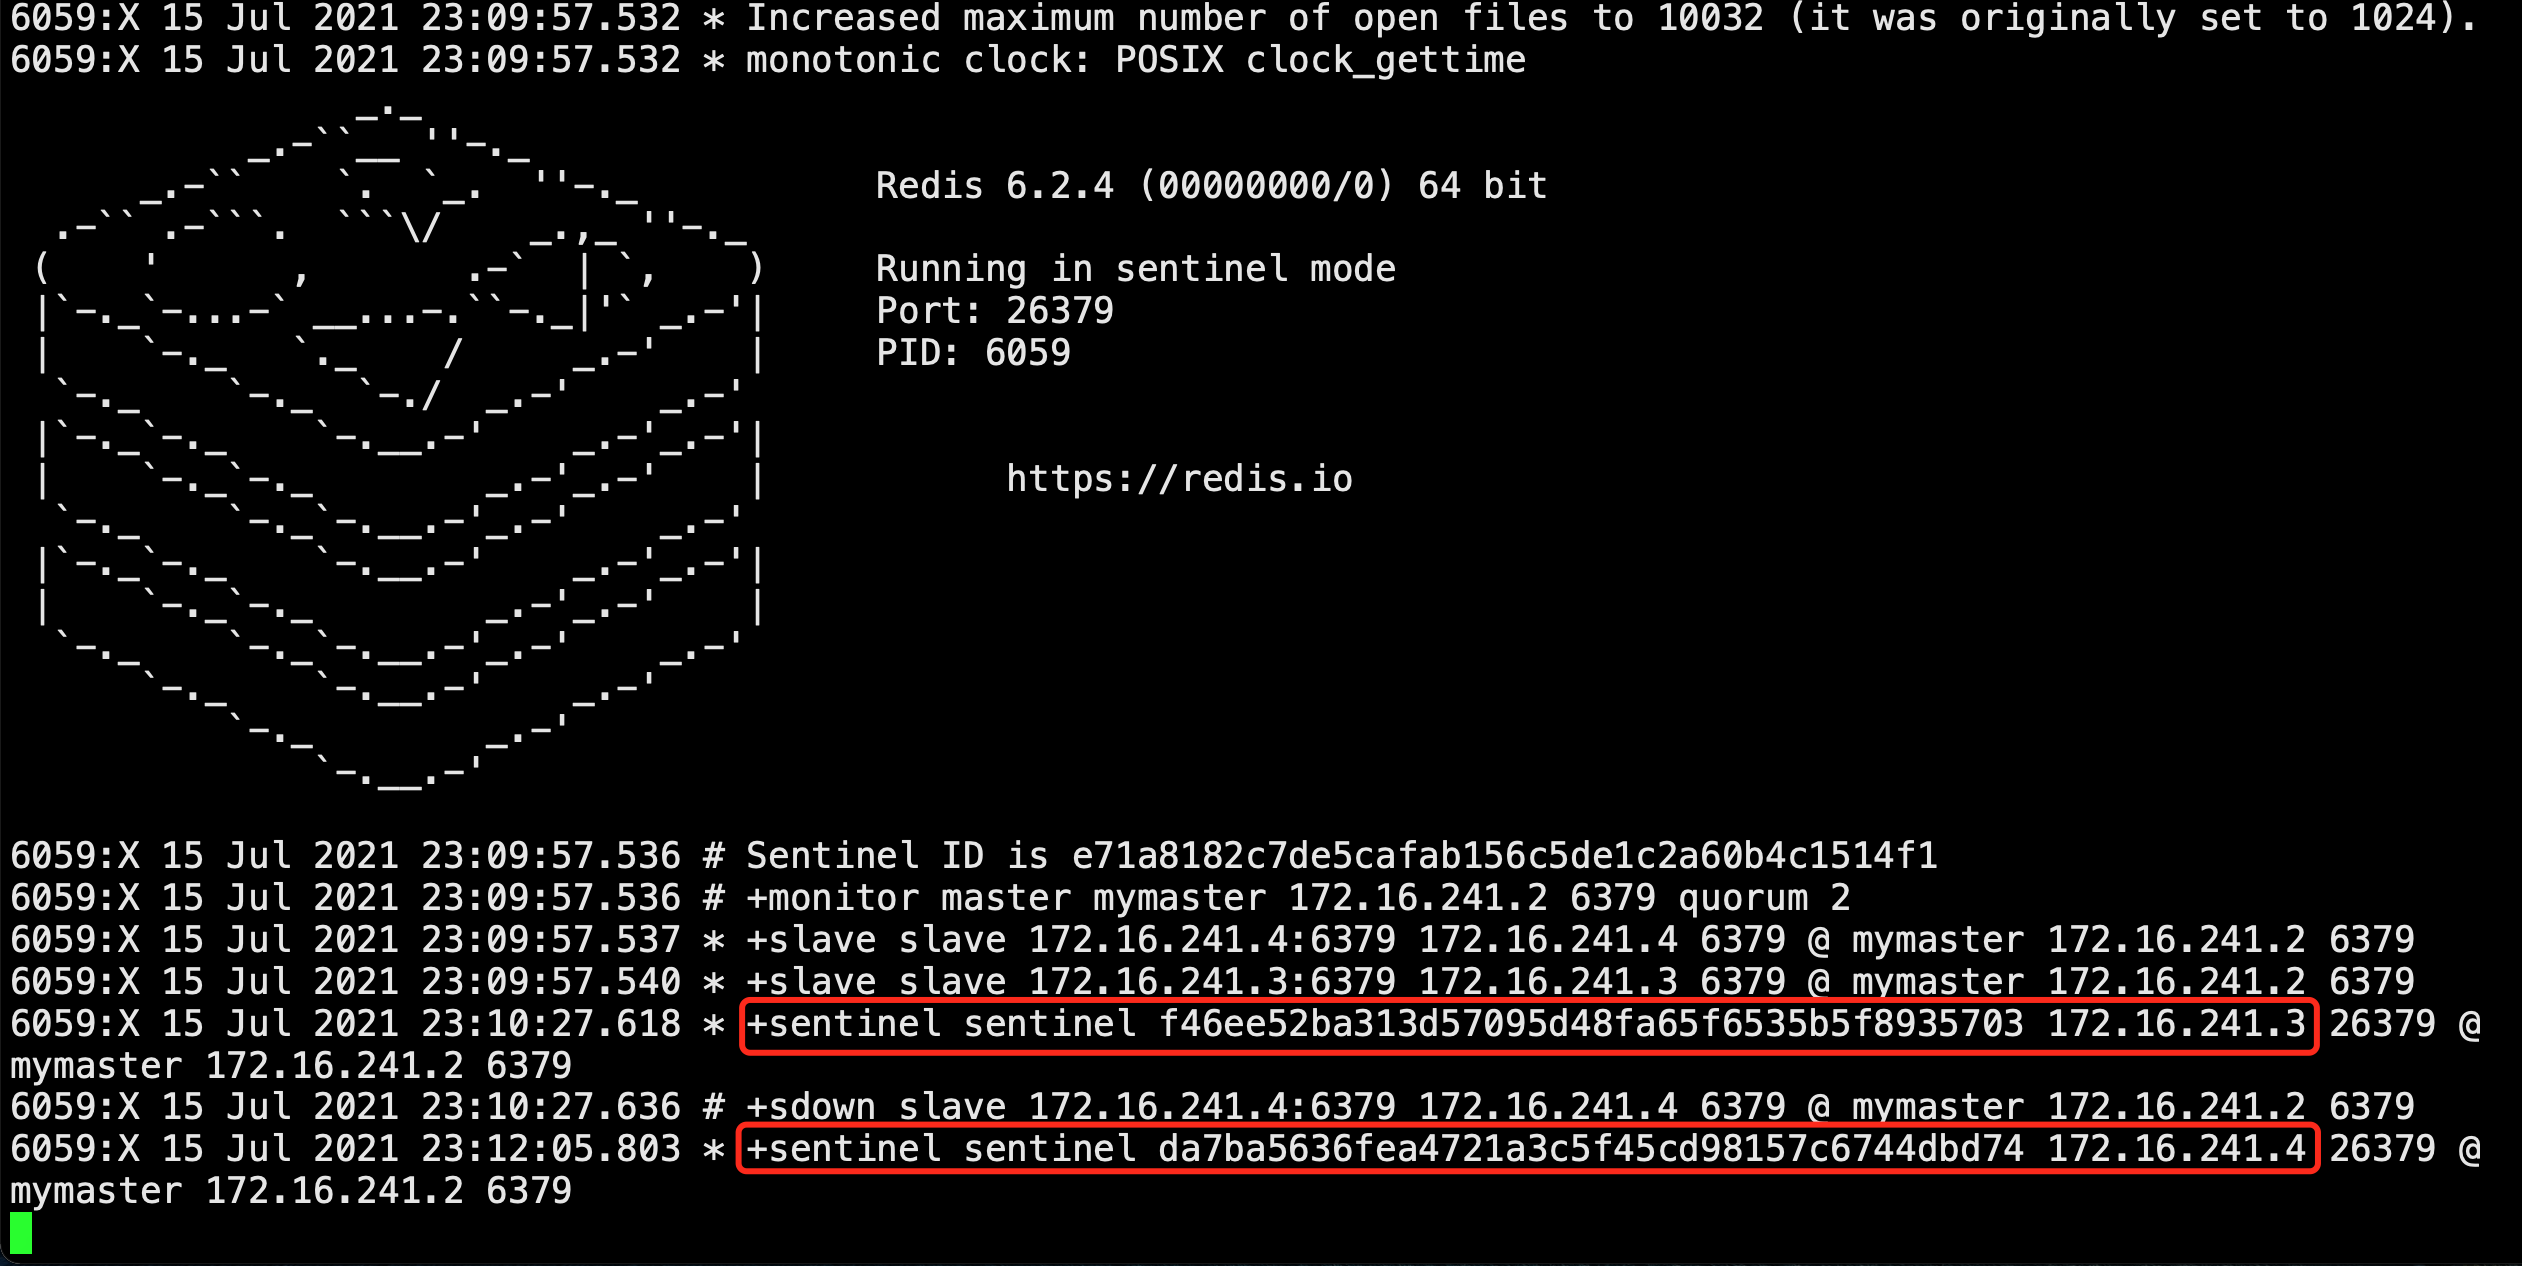 6059:X 15 Jul 2021 23:09:57.532 * Increased maximum number of open files to 10032 (it was originally set to 1024).
6059:X 15 Jul 2021 23:09:57.532 * monotonic clock: POSIX clock_gettime
Redis 6.2.4 (00000000/0) 64 bit
Running in sentinel mode
Port: 26379
PID: 6059
https://redis.io
6059:X 15 Jul 2021 23:09:57.536 # Sentinel ID is e71a8182c7de5cafab156c5de1c2a60b4c1514f1
6059:X 15 Jul 2021 23:09:57.536 # +monitor master mymaster 172.16.241.2 6379 quorum 2
6059:X 15 Jul 2021 23:09:57.537 * +slave slave 172.16.241.4:6379 172.16.241.4 6379 @ mymaster 172.16.241.2 6379
6059:X 15 Jul 2021 23:09:57.540 * +slave slave 172.16.241.3:6379 172.16.241.3 6379 @ mymaster 172.16.241.2 6379
6059:X 15 Jul 2021 23:10:27.618 * +sentinel sentinel f46ee52ba313d57095d48fa65f6535b5f8935703 172.16.241.3 26379 @
mymaster 172.16.241.2 6379
6059:X 15 Jul 2021 23:10:27.636 # +sdown slave 172.16.241.4:6379 172.16.241.4 6379 @ mymaster 172.16.241.2 6379
6059:X 15 Jul 2021 23:12:05.803 * +sentinel sentinel da7ba5636fea4721a3c5f45cd98157c6744dbd74 172.16.241.4 26379 @
mymaster 172.16.241.2 6379